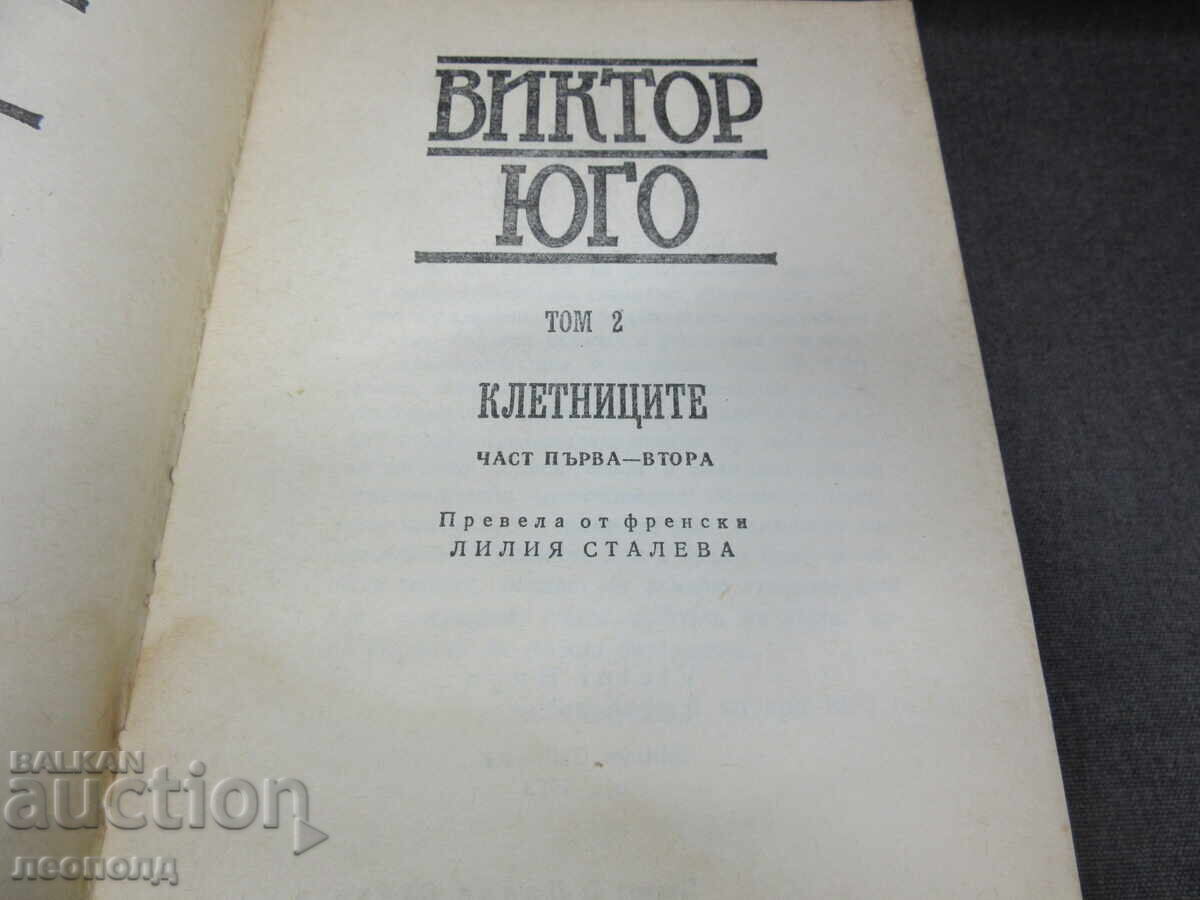 ВИКТОР
ЮГО
ТОМ 2
КЛЕТНИЦИТЕ
ЧАСТ ПЪРВА—ВТОРА
Превела от френски
ЛИЛИЯ СТАЛЕВА
BALKAN
auction
леополд